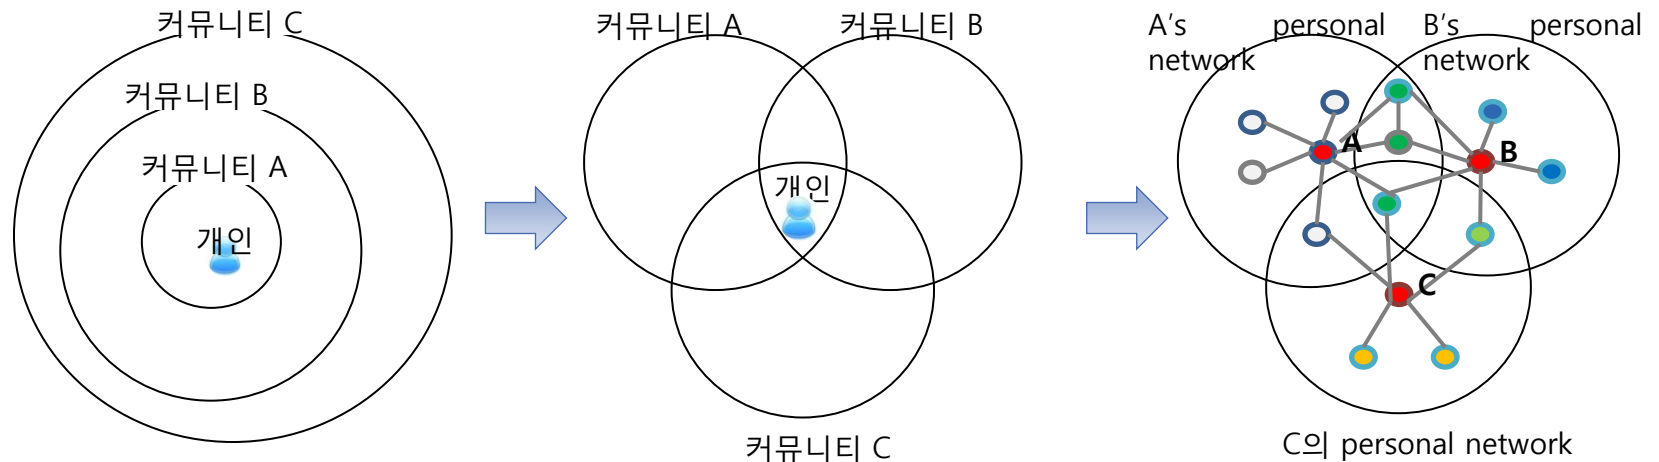 커뮤니티 C
커뮤니티 B
커뮤니티 A
개인
커뮤니티 A
커뮤니티 B
개인
커뮤니티 C
A's personal network
B's personal network
A
B
C
C의 personal network